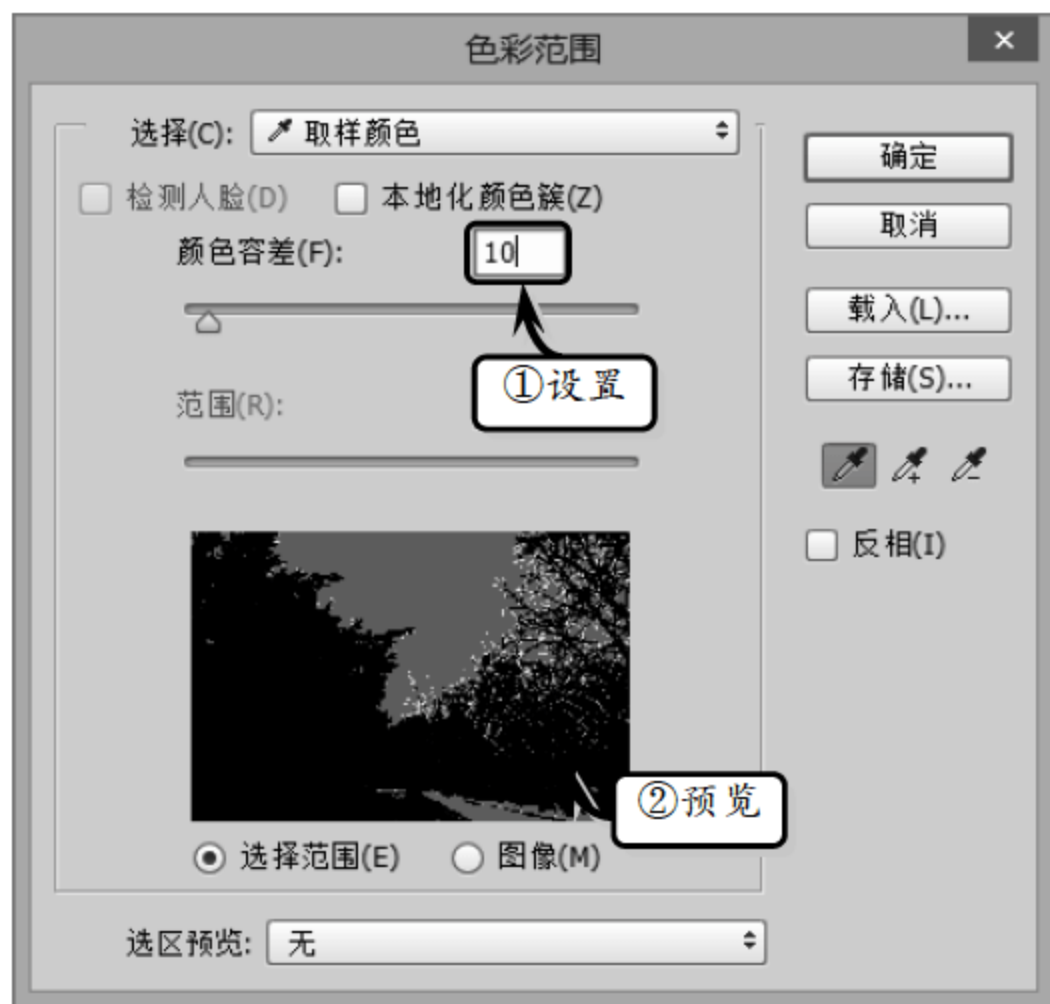 色彩范围
×
选择(C): 取样颜色
检测人脸(D) 本地化颜色簇(Z)
颜色容差(F): 10
①设置
范围(R):
②预览
选择范围(E) 图像(M)
选区预览: 无
确定
取消
载入(L)...
存储(S)...
反相(I)